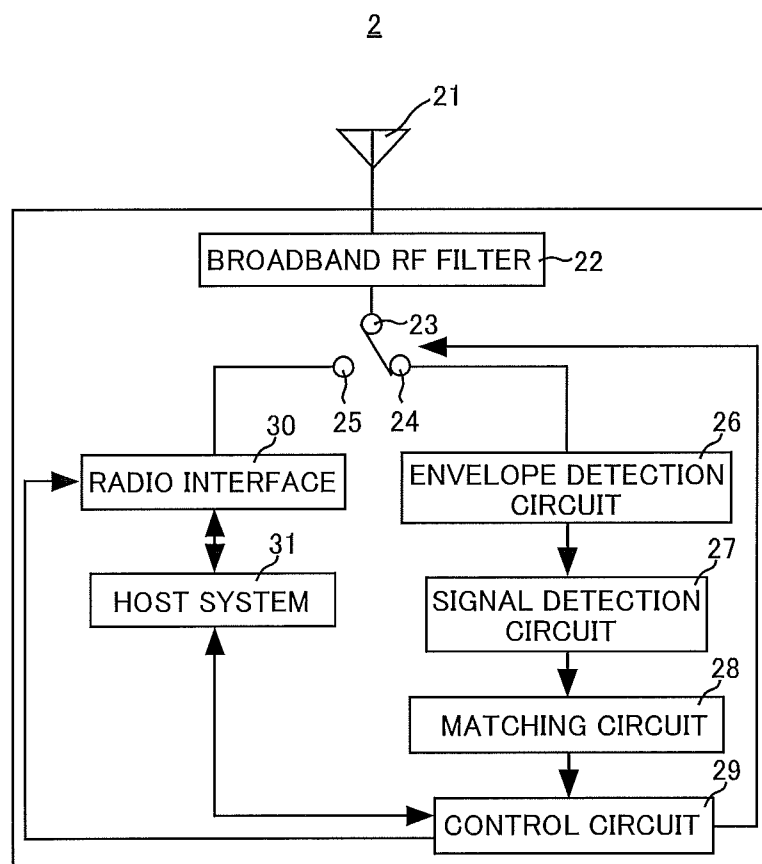 2
21
BROADBAND RF FILTER
22
23
25
24
30
RADIO INTERFACE
26
ENVELOPE DETECTION
CIRCUIT
31
HOST SYSTEM
27
SIGNAL DETECTION
CIRCUIT
28
MATCHING CIRCUIT
29
CONTROL CIRCUIT